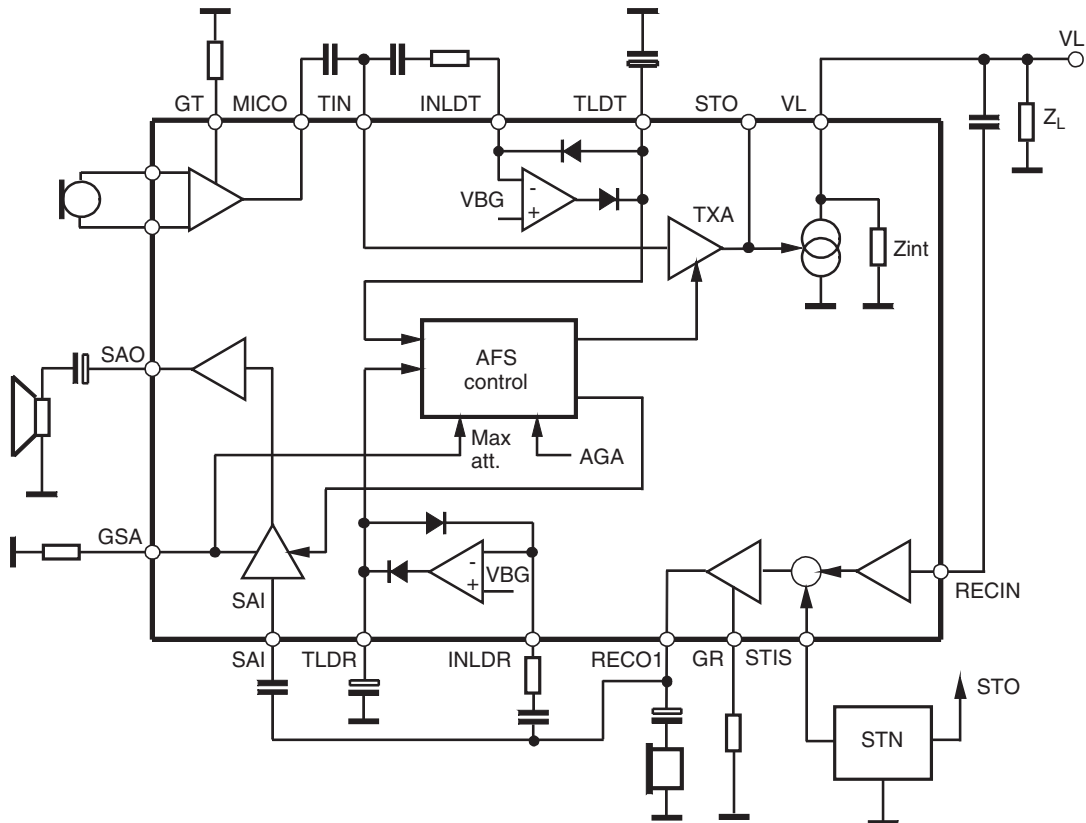 VL
GT MICO TIN INLDT TLDT STO VL
Z_L
VBG - +
TXA
Zint
SAO
AFS
control
Max
att.
AGA
GSA
- VBG +
SAI
RECIN
SAI TLDR INLDR RECO1 GR STIS
STO
STN